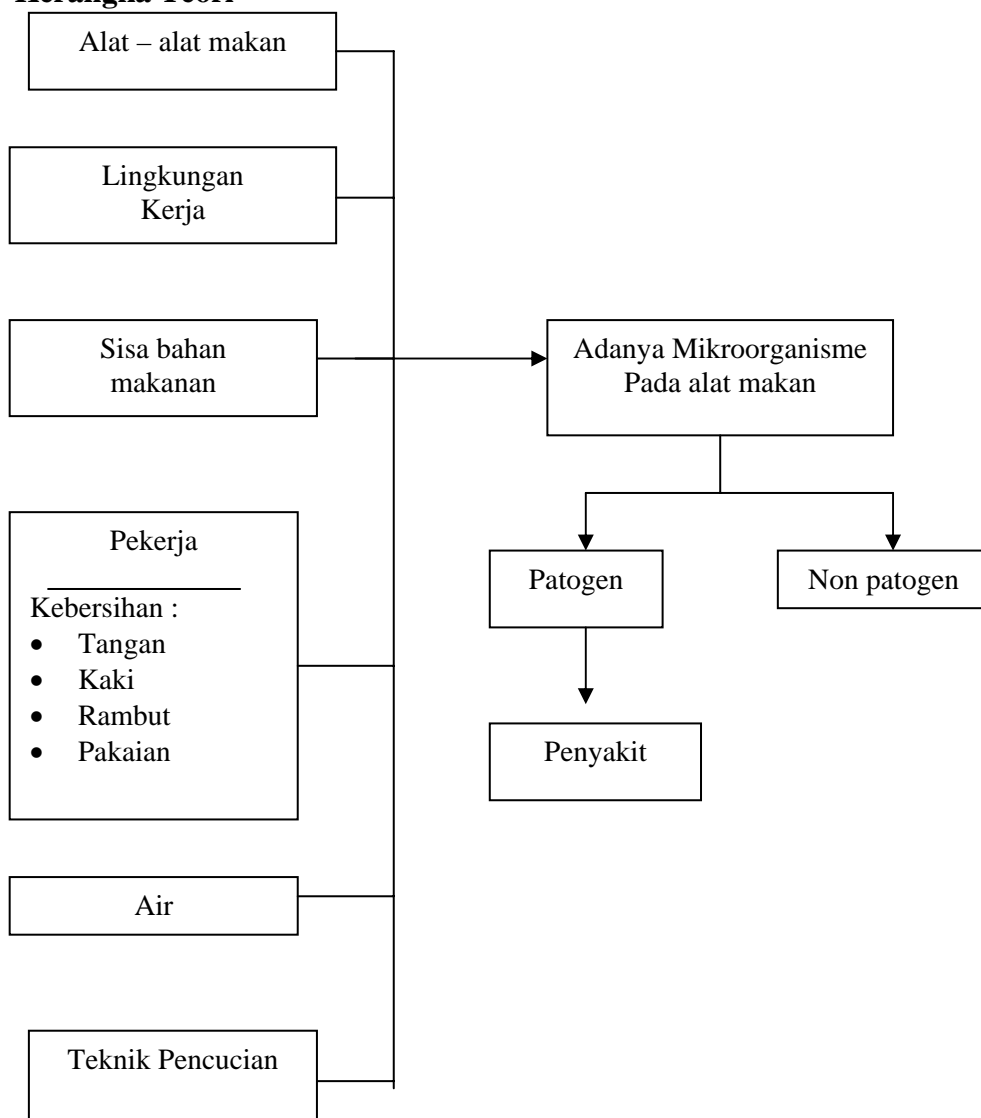 Kerangka Teori
Alat – alat makan
Lingkungan
Kerja
Sisa bahan
makanan
Adanya Mikroorganisme
Pada alat makan
Pekerja
Kebersihan :
• Tangan
• Kaki
• Rambut
• Pakaian
Patogen
Non patogen
Penyakit
Air
Teknik Pencucian